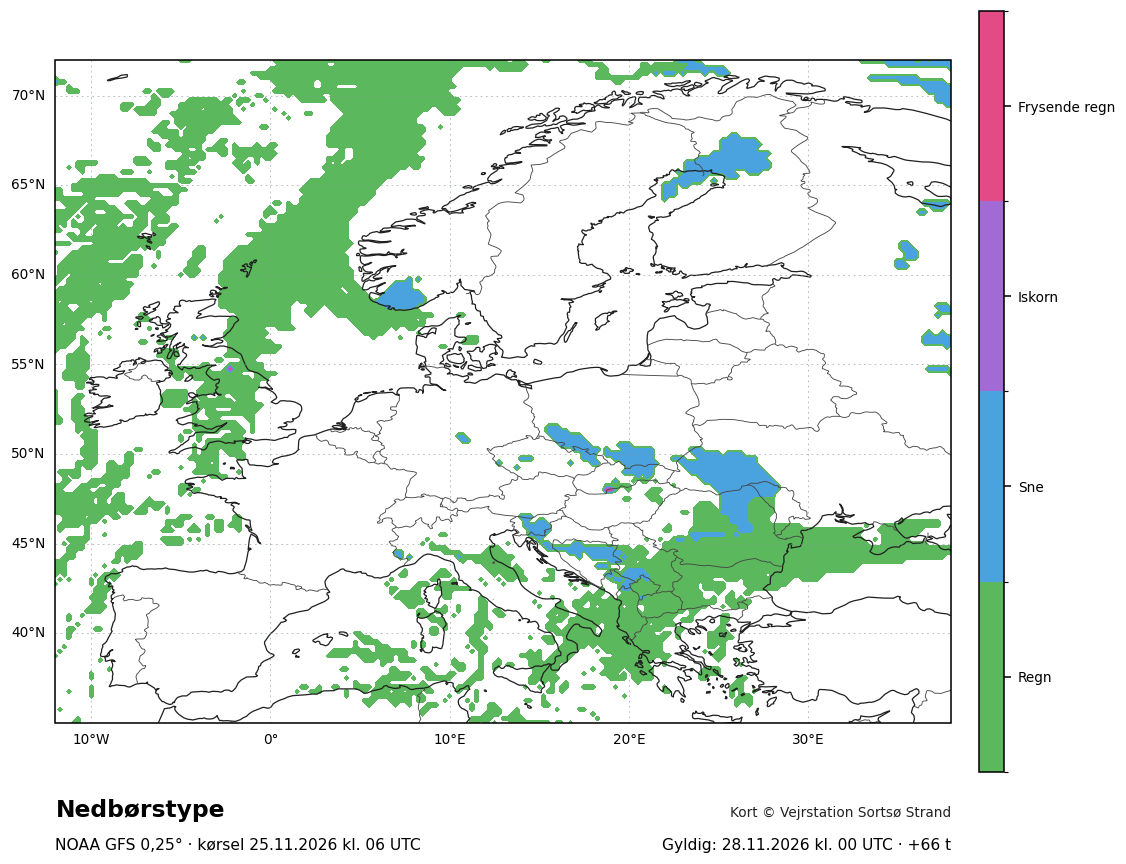 70°N
65°N
60°N
55°N
50°N
45°N
40°N
10°W 0° 10°E 20°E 30°E
Frysende regn
Iskorn
Sne
Regn
Nedbørstype
Kort © Vejrstation Sortsø Strand
NOAA GFS 0,25° · kørsel 25.11.2026 kl. 06 UTC
Gyldig: 28.11.2026 kl. 00 UTC · +66 t